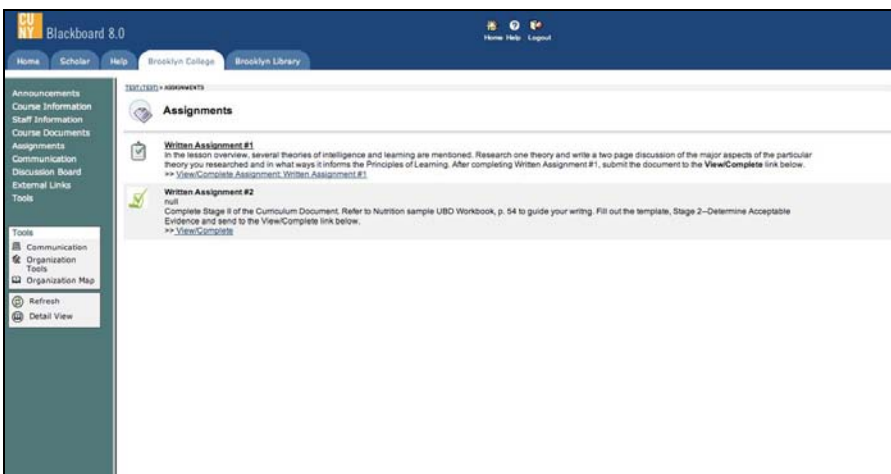 CU
NY
Blackboard 8.0
Home Help Logout
Home Scholar Help Brooklyn College Brooklyn Library
Announcements
Course Information
Staff Information
Course Documents
Assignments
Communication
Discussion Board
External Links
Tools
Tools
Communication
Organization
Tools
Organization Map
Refresh
Detail View
TEST (TEST) > ASSIGNMENTS
Assignments
Written Assignment #1
In the lesson overview, several theories of intelligence and learning are mentioned. Research one theory and write a two page discussion of the major aspects of the particular
theory you researched and in what ways it informs the Principles of Learning. After completing Written Assignment #1, submit the document to the View/Complete link below.
>> View/Complete Assignment: Written Assignment #1
Written Assignment #2
null
Complete Stage II of the Curriculum Document. Refer to Nutrition sample UBD Workbook, p. 54 to guide your writng. Fill out the template, Stage 2--Determine Acceptable
Evidence and send to the View/Complete link below.
>> View/Complete